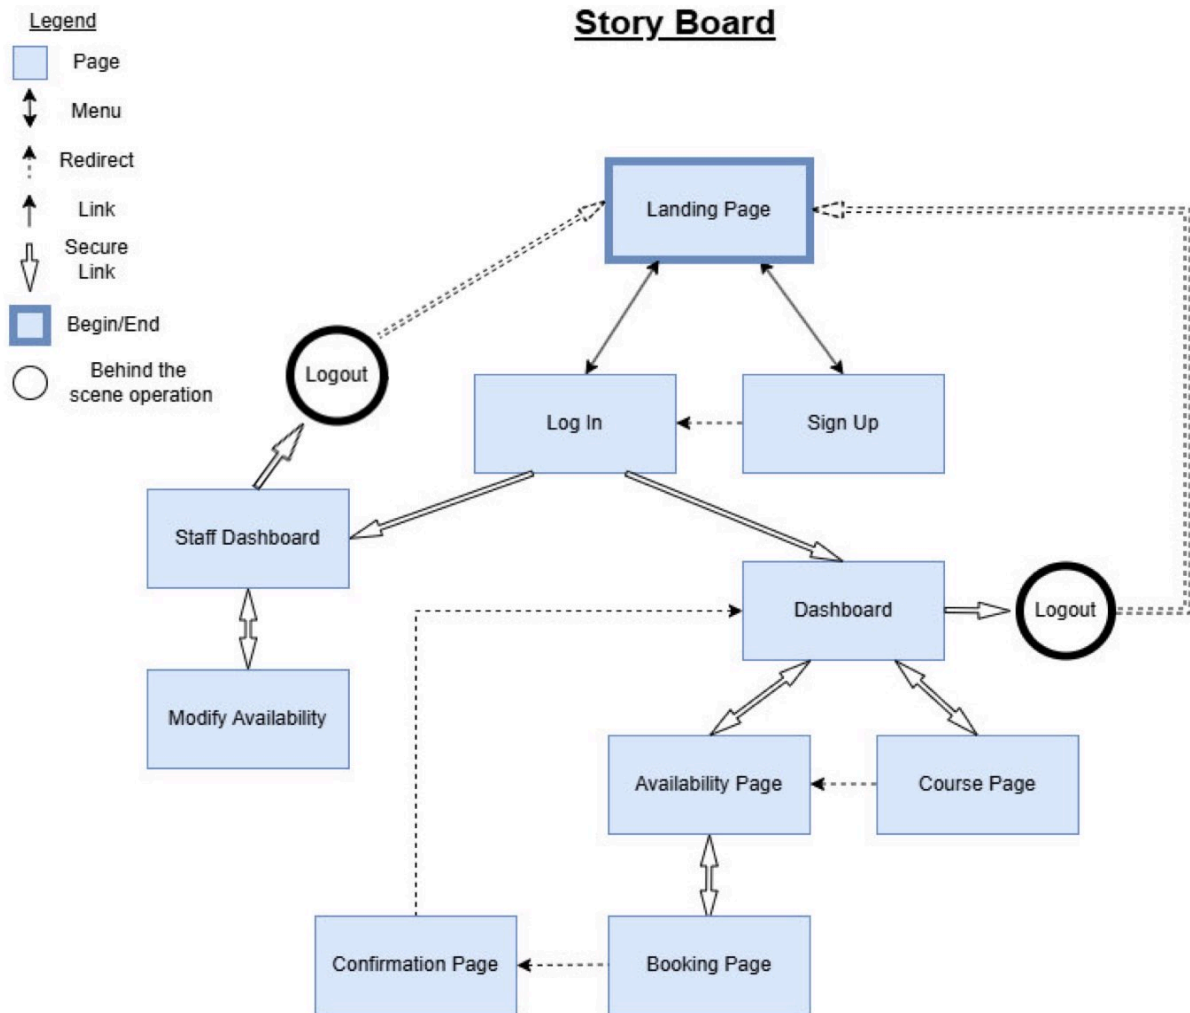 Story Board
Legend
Page
Menu
Redirect
Link
Secure
Link
Begin/End
Behind the
scene operation
Landing Page
Logout
Log In
Sign Up
Staff Dashboard
Dashboard
Logout
Modify Availability
Availability Page
Course Page
Confirmation Page
Booking Page